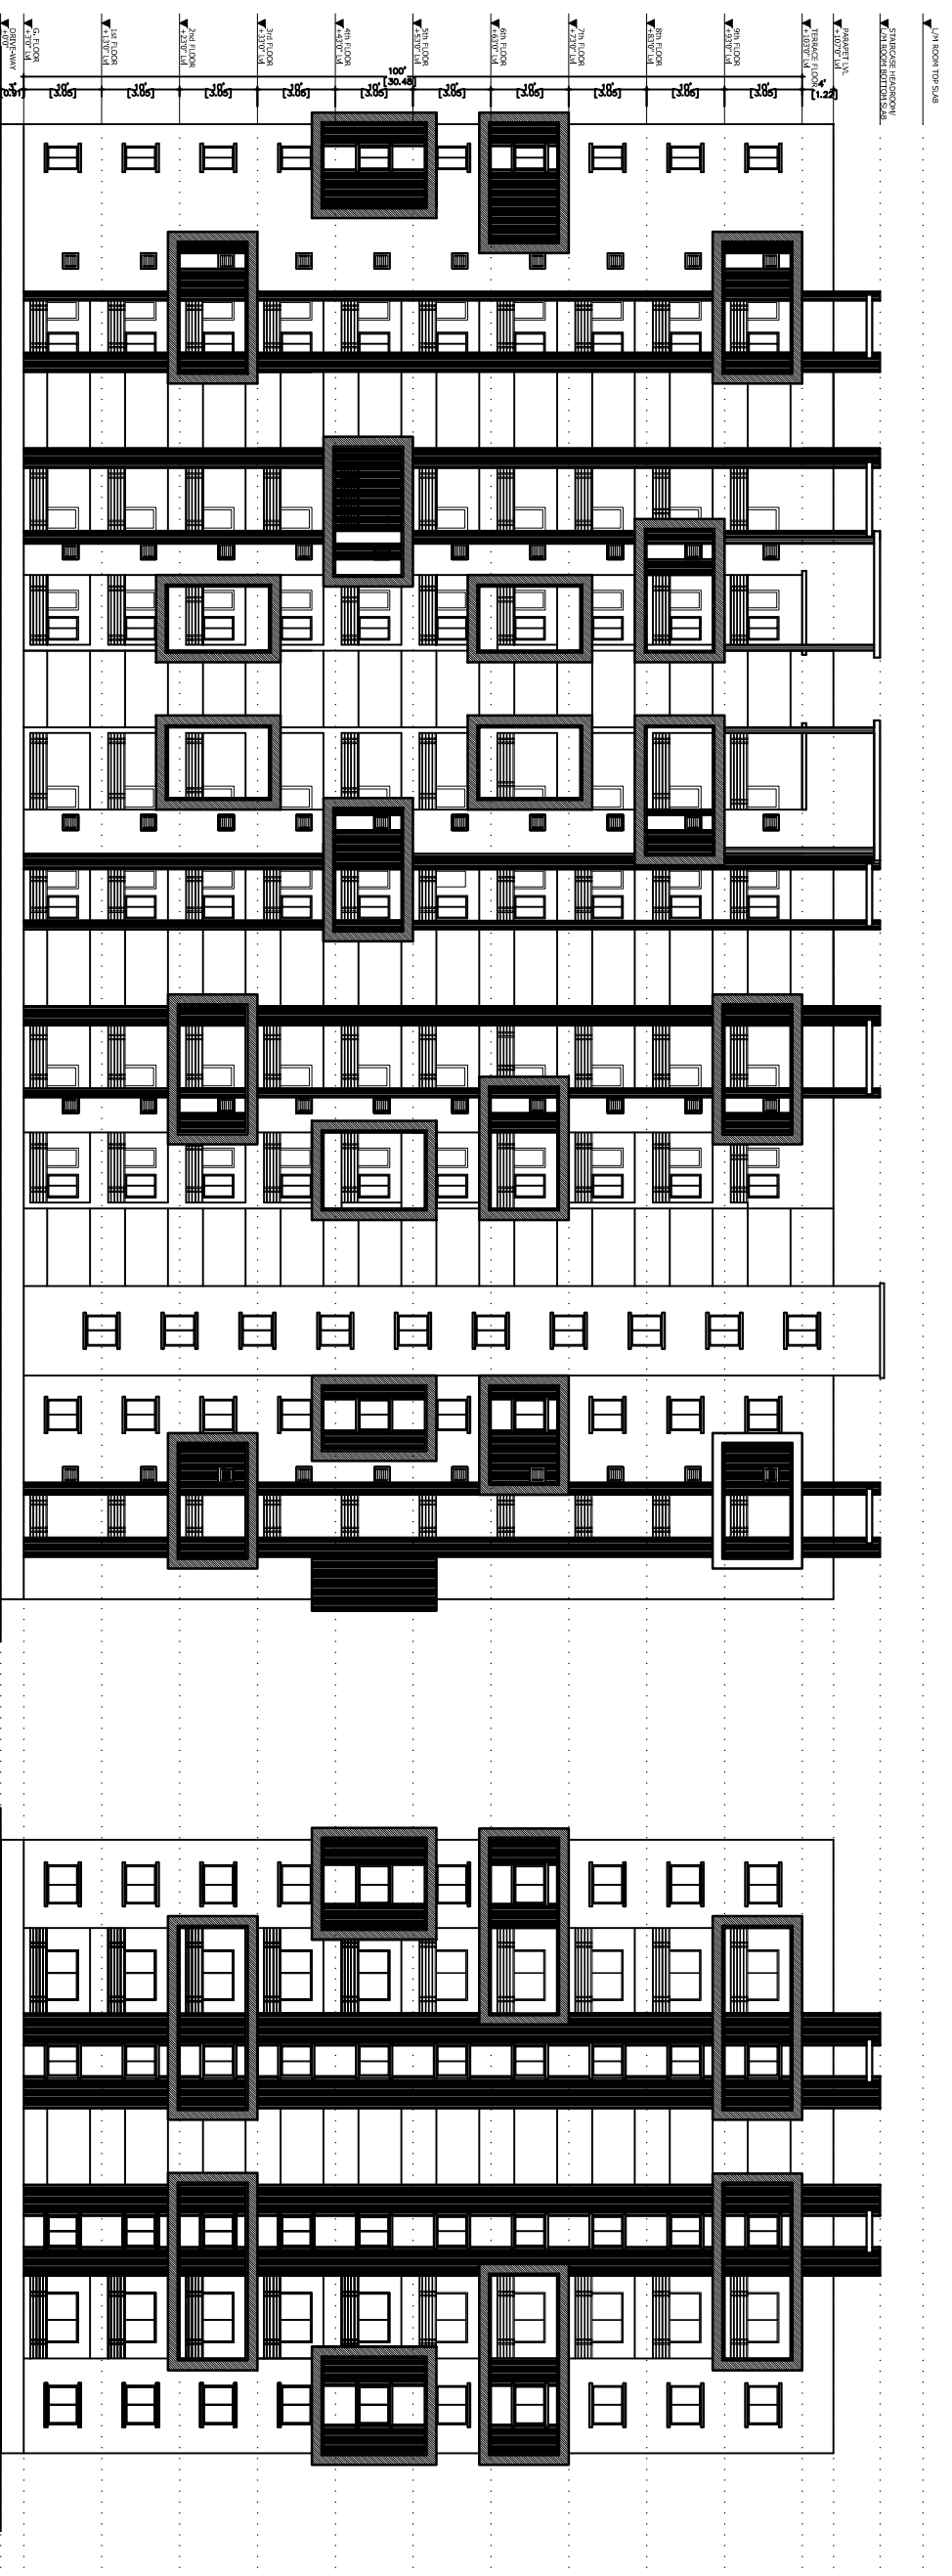 L/M ROOM TOP SLAB
STAIRCASE HEADROOM/
L/M ROOM BOTTOM SLAB
PARAPET LVL
+107'0" Lvl
TERRACE FLOOR
+103'0" Lvl
9th FLOOR
+93'0" Lvl
8th FLOOR
+83'0" Lvl
7th FLOOR
+73'0" Lvl
6th FLOOR
+63'0" Lvl
5th FLOOR
+53'0" Lvl
4th FLOOR
+43'0" Lvl
3rd FLOOR
+33'0" Lvl
2nd FLOOR
+23'0" Lvl
1st FLOOR
+13'0" Lvl
G. FLOOR
+3'0" Lvl
DRIVE-WAY
+0'0"
4'
[1.22]
10'
[3.05]
10'
[3.05]
10'
[3.05]
10'
[3.05]
10'
[3.05]
10'
[3.05]
10'
[3.05]
10'
[3.05]
10'
[3.05]
10'
[3.05]
3'
[0.91]
100'
[30.48]